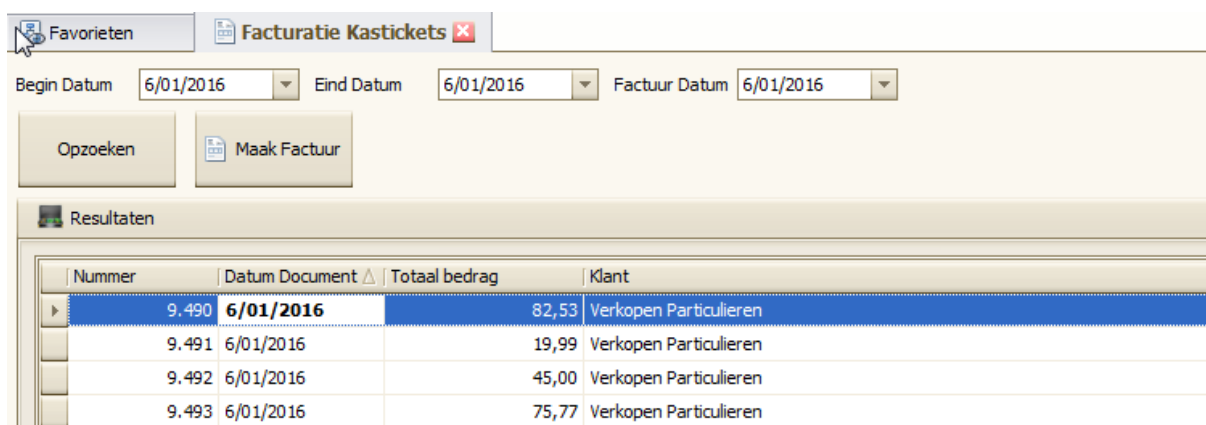 Favorieten Facturatie Kastickets
Begin Datum 6/01/2016 Eind Datum 6/01/2016 Factuur Datum 6/01/2016
Opzoeken Maak Factuur
Resultaten
Nummer Datum Document Totaal bedrag Klant
9.490 6/01/2016 82,53 Verkopen Particulieren
9.491 6/01/2016 19,99 Verkopen Particulieren
9.492 6/01/2016 45,00 Verkopen Particulieren
9.493 6/01/2016 75,77 Verkopen Particulieren